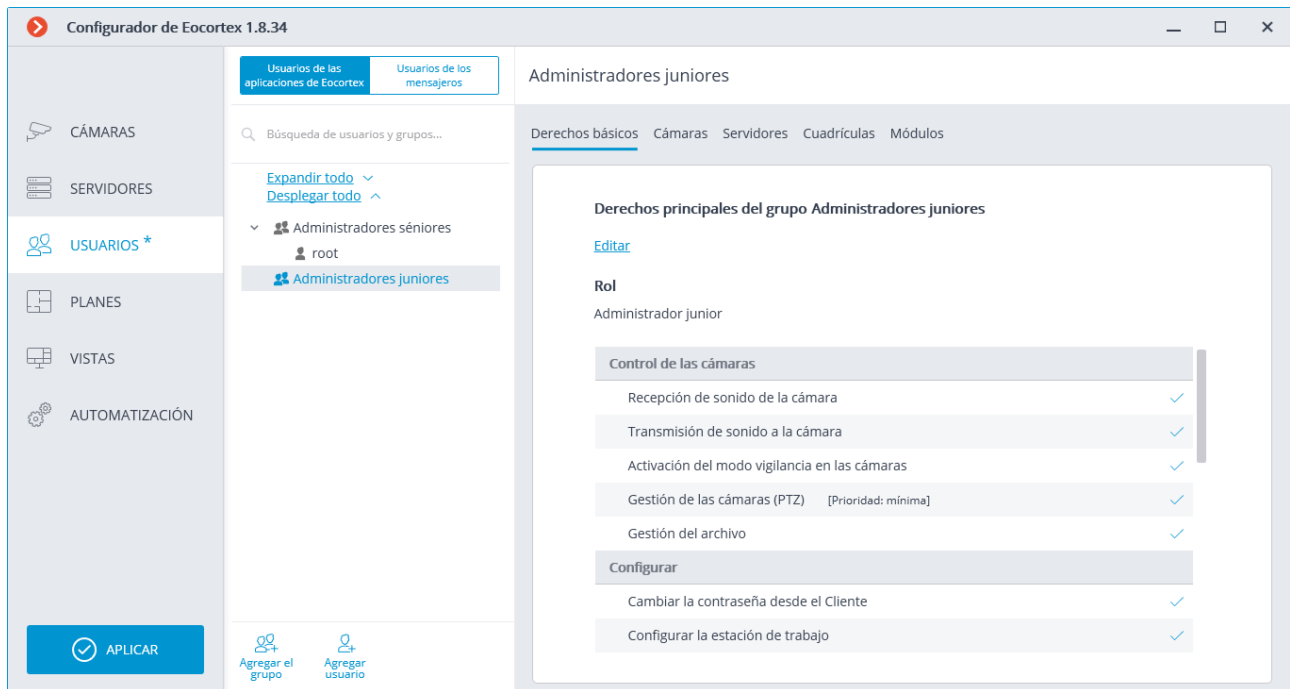 Configurador de Eocortex 1.8.34
CÁMARAS
SERVIDORES
USUARIOS *
PLANES
VISTAS
AUTOMATIZACIÓN
APLICAR
Usuarios de las
aplicaciones de Eocortex
Usuarios de los
mensajeros
Búsqueda de usuarios y grupos...
Expandir todo
Desplegar todo
Administradores séniores
root
Administradores juniores
Agregar el
grupo
Agregar
usuario
Administradores juniores
Derechos básicos Cámaras Servidores Cuadrículas Módulos
Derechos principales del grupo Administradores juniores
Editar
Rol
Administrador junior
Control de las cámaras
Recepción de sonido de la cámara
Transmisión de sonido a la cámara
Activación del modo vigilancia en las cámaras
Gestión de las cámaras (PTZ) [Prioridad: mínima]
Gestión del archivo
Configurar
Cambiar la contraseña desde el Cliente
Configurar la estación de trabajo